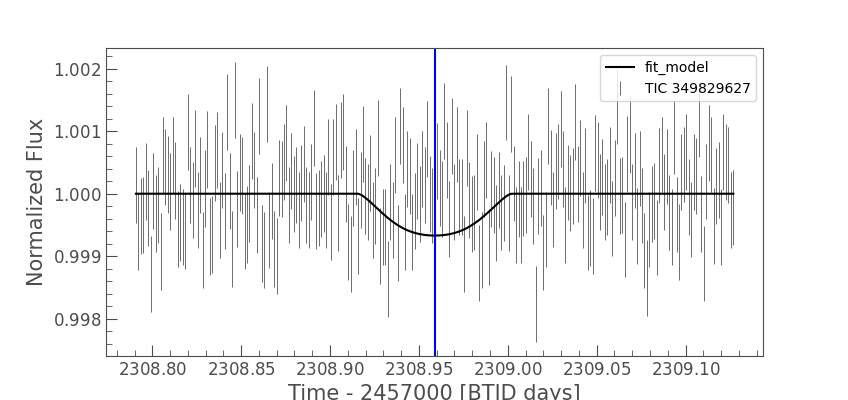 fit_model
TIC 349829627
1.002
1.001
1.000
0.999
0.998
Normalized Flux
2308.80 2308.85 2308.90 2308.95 2309.00 2309.05 2309.10
Time - 2457000 [BTJD days]